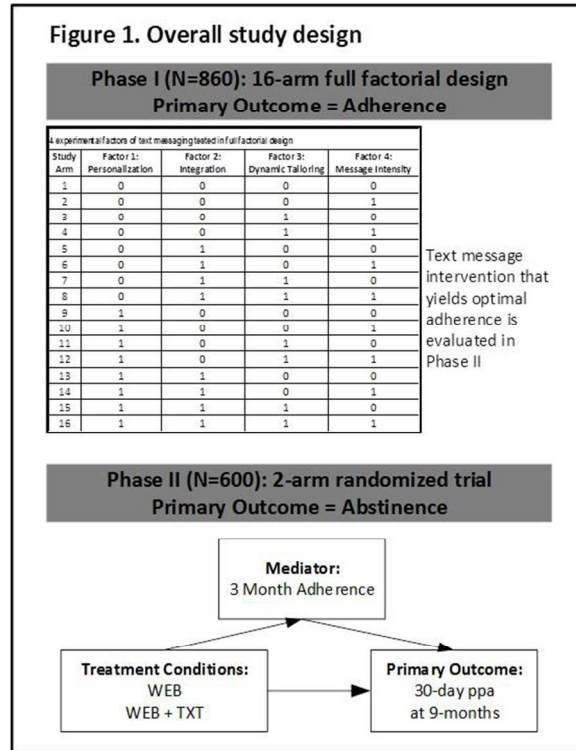 Figure 1. Overall study design
Phase I (N=860): 16-arm full factorial design
Primary Outcome = Adherence
4 experimental factors of text messaging tested in full factorial design
Study Arm Factor 1: Personalization Factor 2: Integration Factor 3: Dynamic Tailoring Factor 4: Message Intensity
1 0 0 0 0
2 0 0 0 1
3 0 0 1 0
4 0 0 1 1
5 0 1 0 0
6 0 1 0 1
7 0 1 1 0
8 0 1 1 1
9 1 0 0 0
10 1 0 0 1
11 1 0 1 0
12 1 0 1 1
13 1 1 0 0
14 1 1 0 1
15 1 1 1 0
16 1 1 1 1
Text message
intervention that
yields optimal
adherence is
evaluated in
Phase II
Phase II (N=600): 2-arm randomized trial
Primary Outcome = Abstinence
Mediator:
3 Month Adherence
Treatment Conditions:
WEB
WEB + TXT
Primary Outcome:
30-day ppa
at 9-months